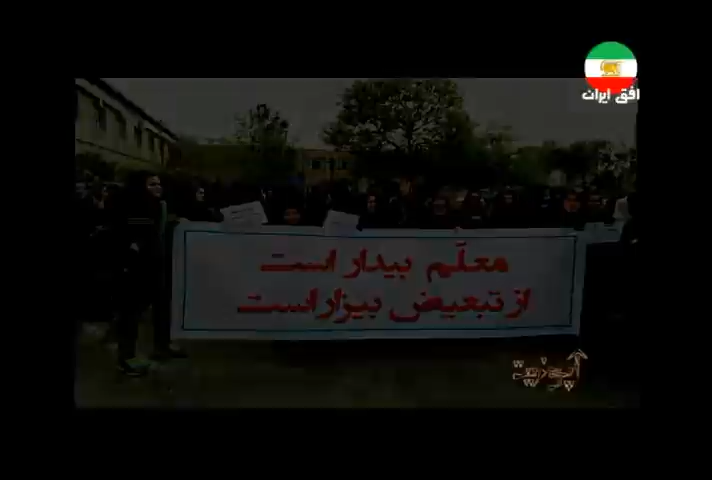 افق ایران
معلّم بیدار است
از تبعیض بیزار است